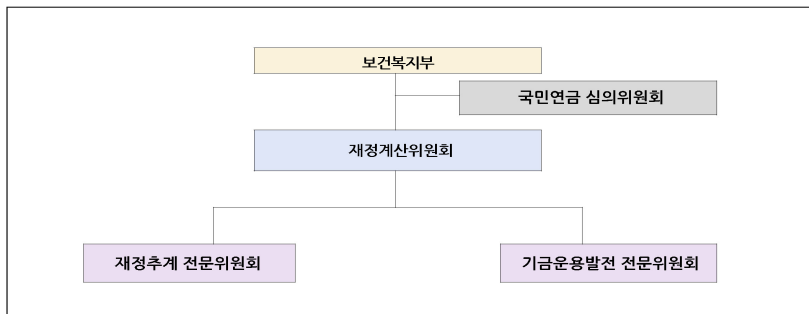 보건복지부
국민연금 심의위원회
재정계산위원회
재정추계 전문위원회
기금운용발전 전문위원회